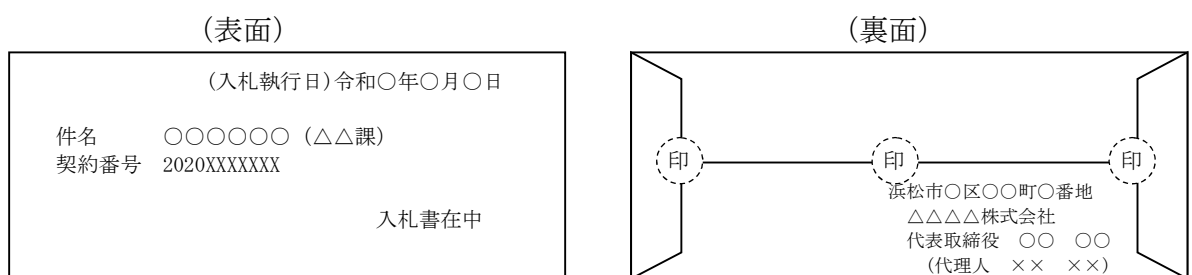 (表面)
(入札執行日)令和○年○月○日
件名 ○○○○○○ (△△課)
契約番号 2020XXXXXXX
入札書在中
(裏面)
印 印 印
浜松市○区○○町○番地
△△△△株式会社
代表取締役 ○○ ○○
(代理人 ×× ××)